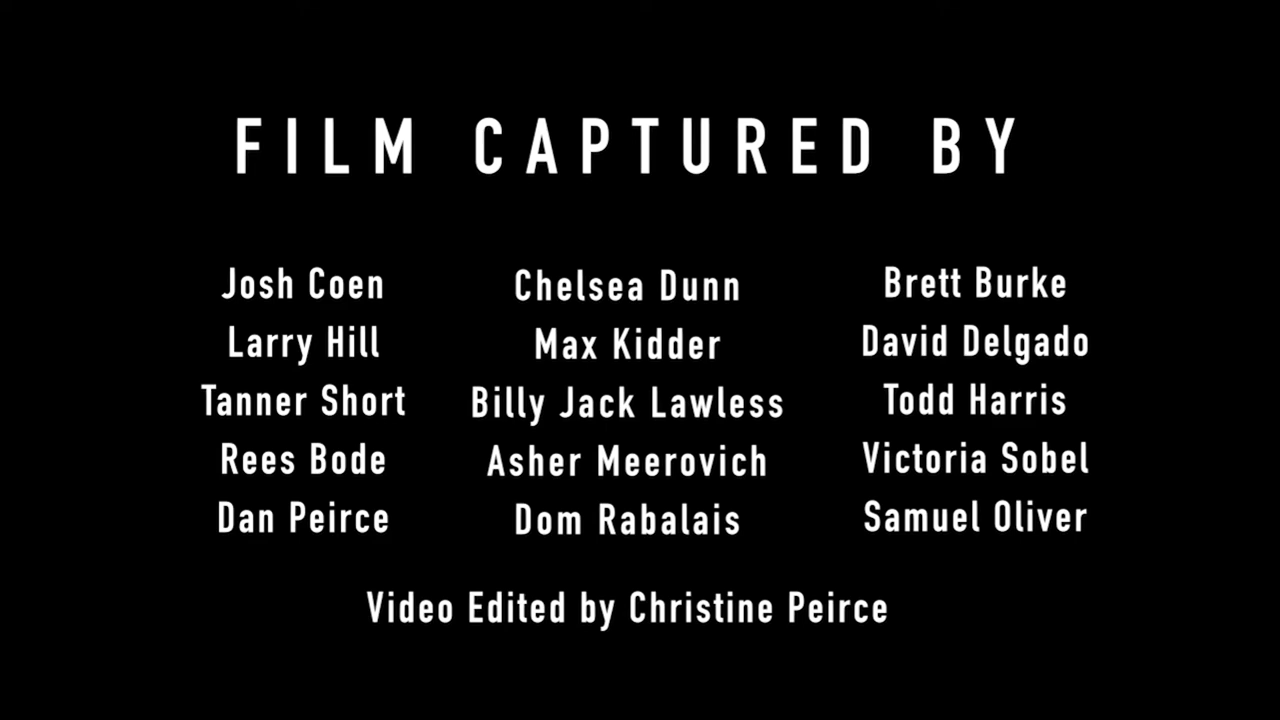 FILM CAPTURED BY
Josh Coen
Larry Hill
Tanner Short
Rees Bode
Dan Peirce
Chelsea Dunn
Max Kidder
Billy Jack Lawless
Asher Meerovich
Dom Rabalais
Brett Burke
David Delgado
Todd Harris
Victoria Sobel
Samuel Oliver
Video Edited by Christine Peirce